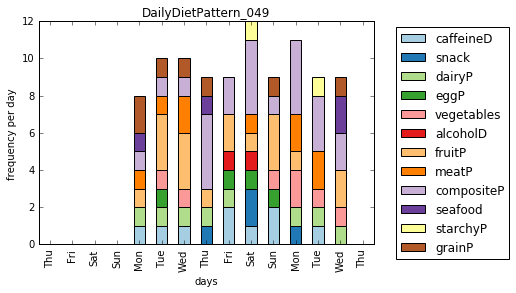 DailyDietPattern_049
frequency per day
12
10
8
6
4
2
0
Thu Fri Sat Sun Mon Tue Wed Thu Fri Sat Sun Mon Tue Wed Thu
days
caffeineD
snack
dairyP
eggP
vegetables
alcoholD
fruitP
meatP
compositeP
seafood
starchyP
grainP